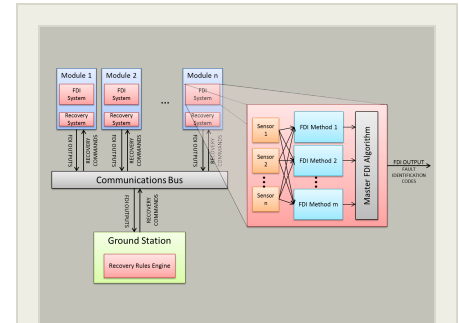 Module 1
FDI
System
Recovery
System
Module 2
FDI
System
Recovery
System
...
Module n
FDI
System
Recovery
System
FDI OUTPUTS
RECOVERY
COMMANDS
FDI OUTPUTS
RECOVERY
COMMANDS
FDI OUTPUTS
RECOVERY
COMMANDS
Communications Bus
FDI OUTPUTS
RECOVERY
COMMANDS
Ground Station
Recovery Rules Engine
Sensor
1
Sensor
2
Sensor
n
FDI Method 1
FDI Method 2
FDI Method m
Master FDI Algorithm
FDI OUTPUT
FAULT
IDENTIFICATION
CODES